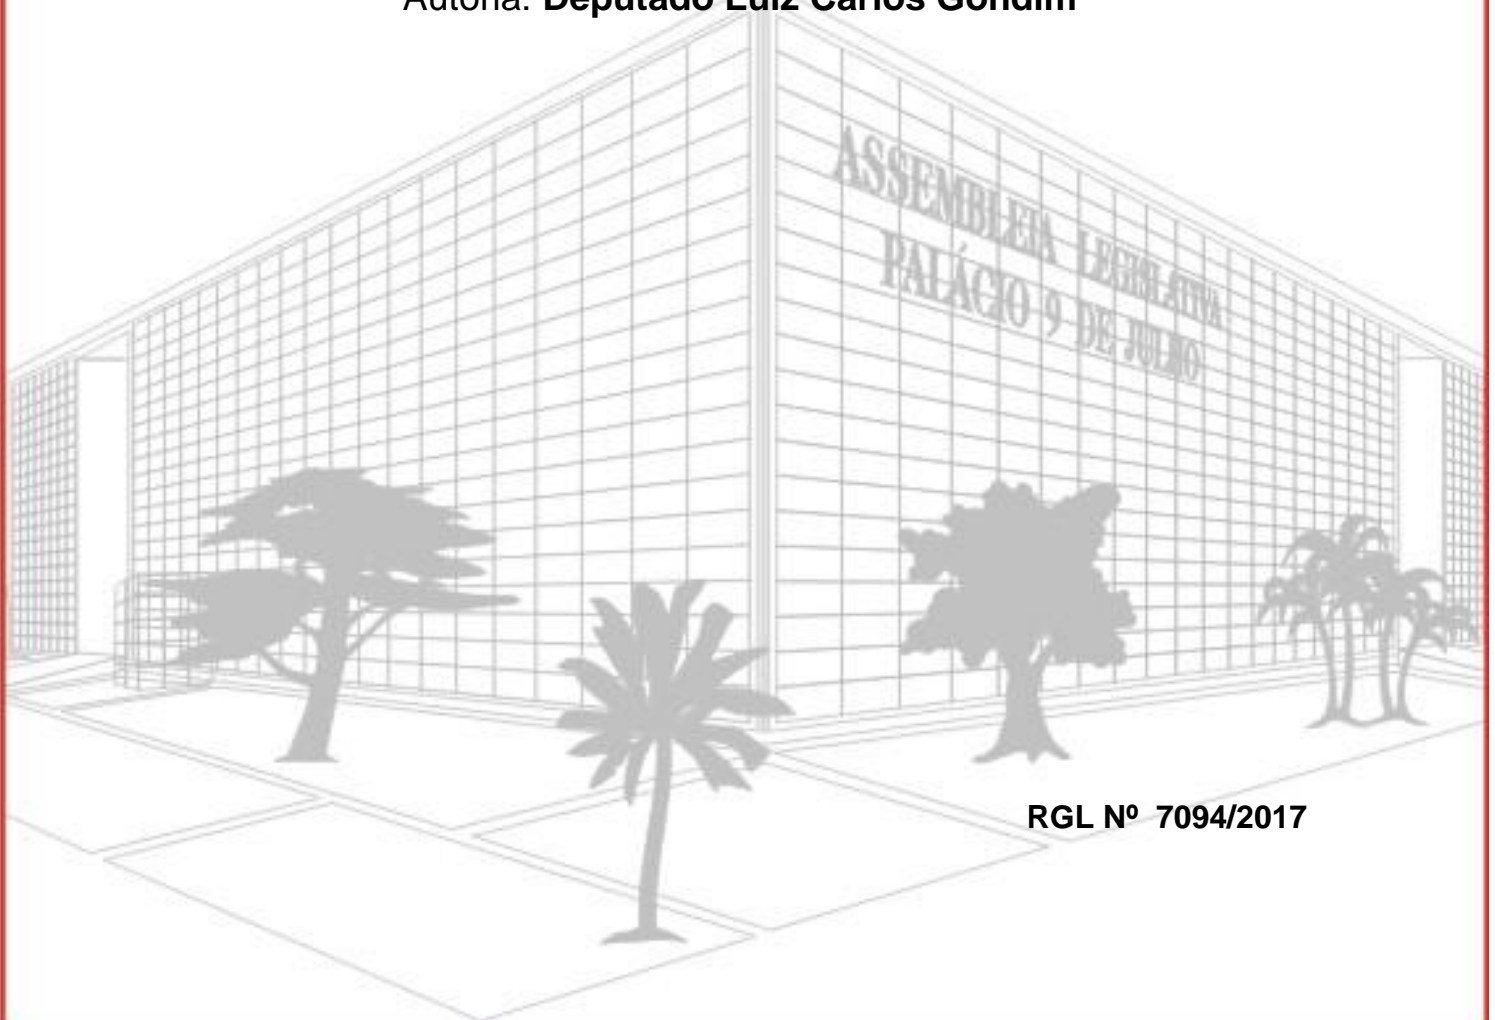 Autoria: Deputado Luiz Carlos Gondim
ASSEMBLEIA LEGISLATIVA
PALÁCIO 9 DE JULHO
RGL Nº 7094/2017